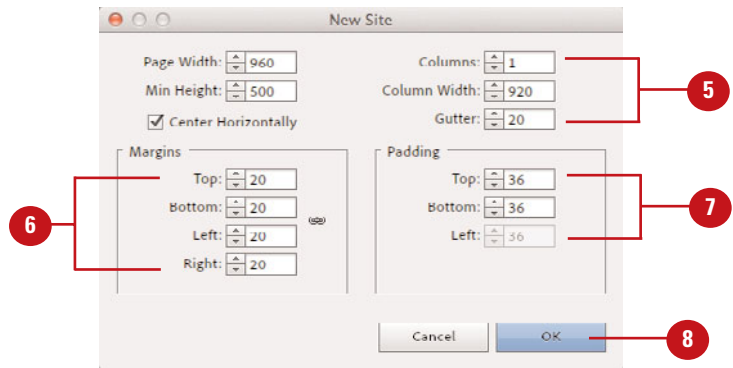 New Site
Page Width: 960
Min Height: 500
Center Horizontally
Columns: 1
Column Width: 920
Gutter: 20
5
Margins
Top: 20
Bottom: 20
Left: 20
Right: 20
6
Padding
Top: 36
Bottom: 36
Left: 36
7
Cancel
OK
8